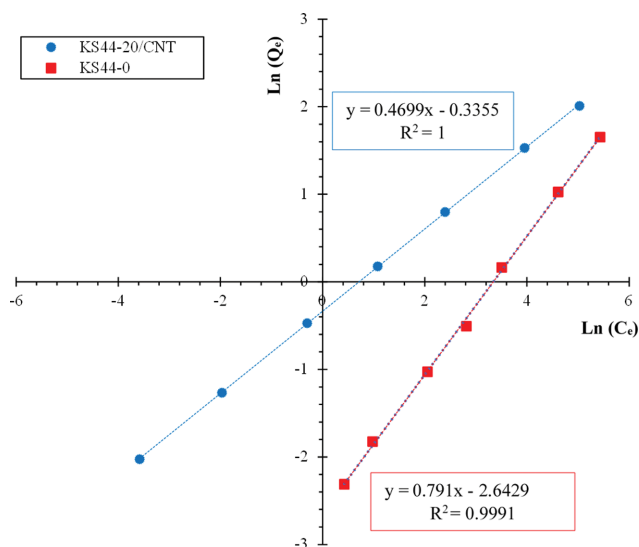 KS44-20/CNT
KS44-0
Ln (Qₑ)
3
2
1
0
-1
-2
-3
-6
-4
-2
0
2
4
6
Ln (Cₑ)
y = 0.4699x - 0.3355
R² = 1
y = 0.791x - 2.6429
R² = 0.9991